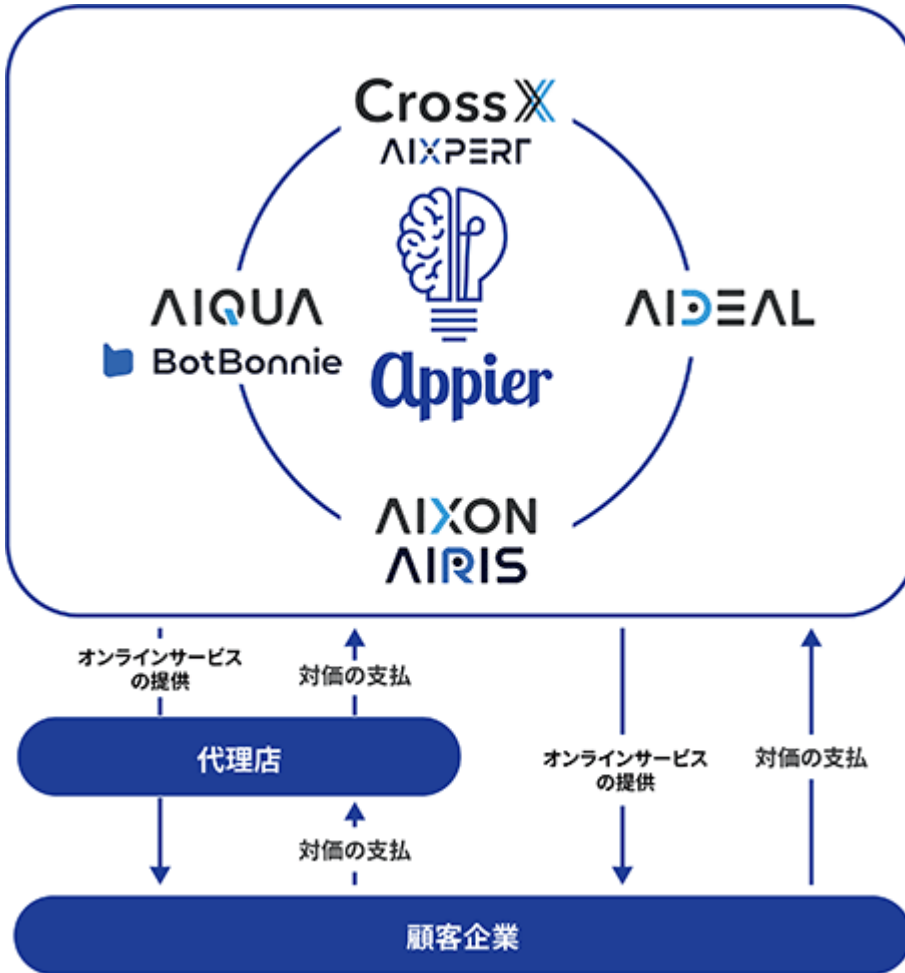 CrossX
AIXPERT
AIQUA
BotBonnie
AIDEAL
Appier
AIXON
AIRIS
オンラインサービス
の提供
対価の支払
代理店
オンラインサービス
の提供
対価の支払
対価の支払
顧客企業